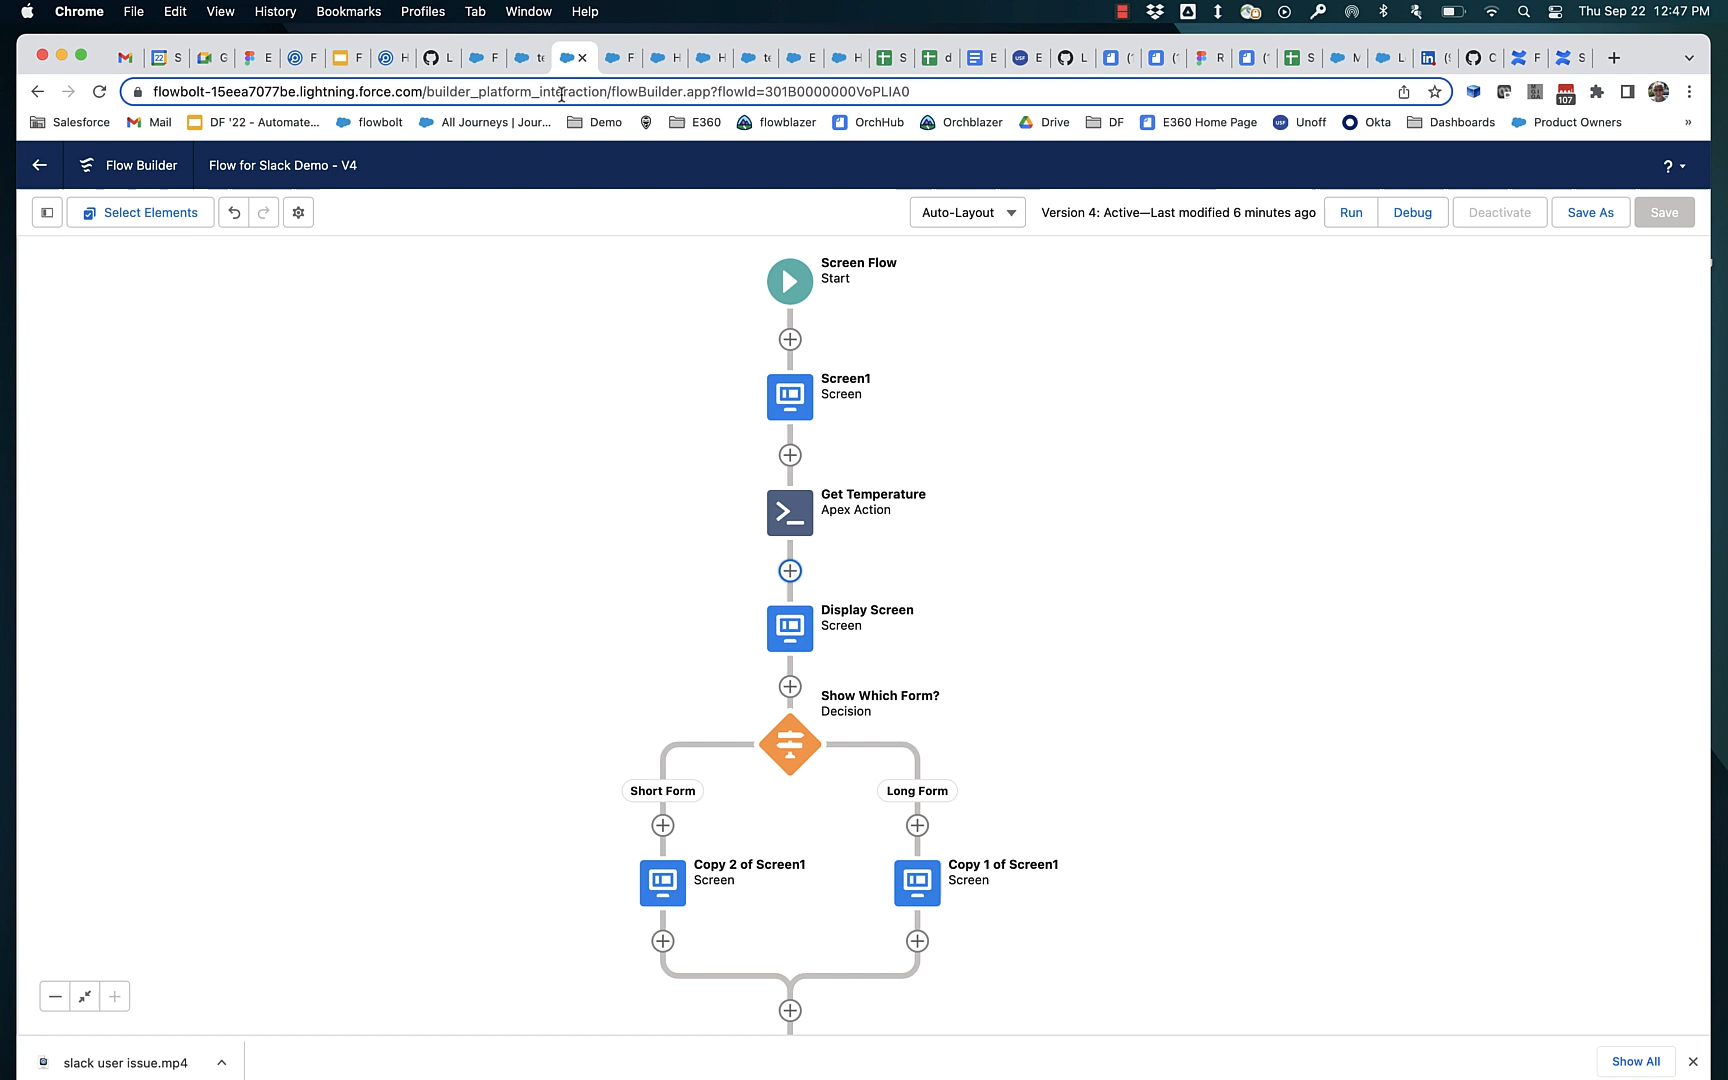 Chrome File Edit View History Bookmarks Profiles Tab Window Help Thu Sep 22 12:47 PM
S G E F F H L F te F H H te E H S d E E L (' (' R (' S M L (9 C F S
flowbolt-15eea7077be.lightning.force.com/builder_platform_interaction/flowBuilder.app?flowId=301B0000000VoPLIA0
107
Salesforce Mail DF '22 - Automate... flowbolt All Journeys | Jour... Demo E360 flowblazer OrcHub Orchblazer Drive DF E360 Home Page Unoff Okta Dashboards Product Owners »
Flow Builder Flow for Slack Demo - V4 ?
Select Elements Auto-Layout Version 4: Active—Last modified 6 minutes ago Run Debug Deactivate Save As Save
Screen Flow
Start
Screen1
Screen
Get Temperature
Apex Action
Display Screen
Screen
Show Which Form?
Decision
Short Form Long Form
Copy 2 of Screen1 Copy 1 of Screen1
Screen Screen
slack user issue.mp4 Show All